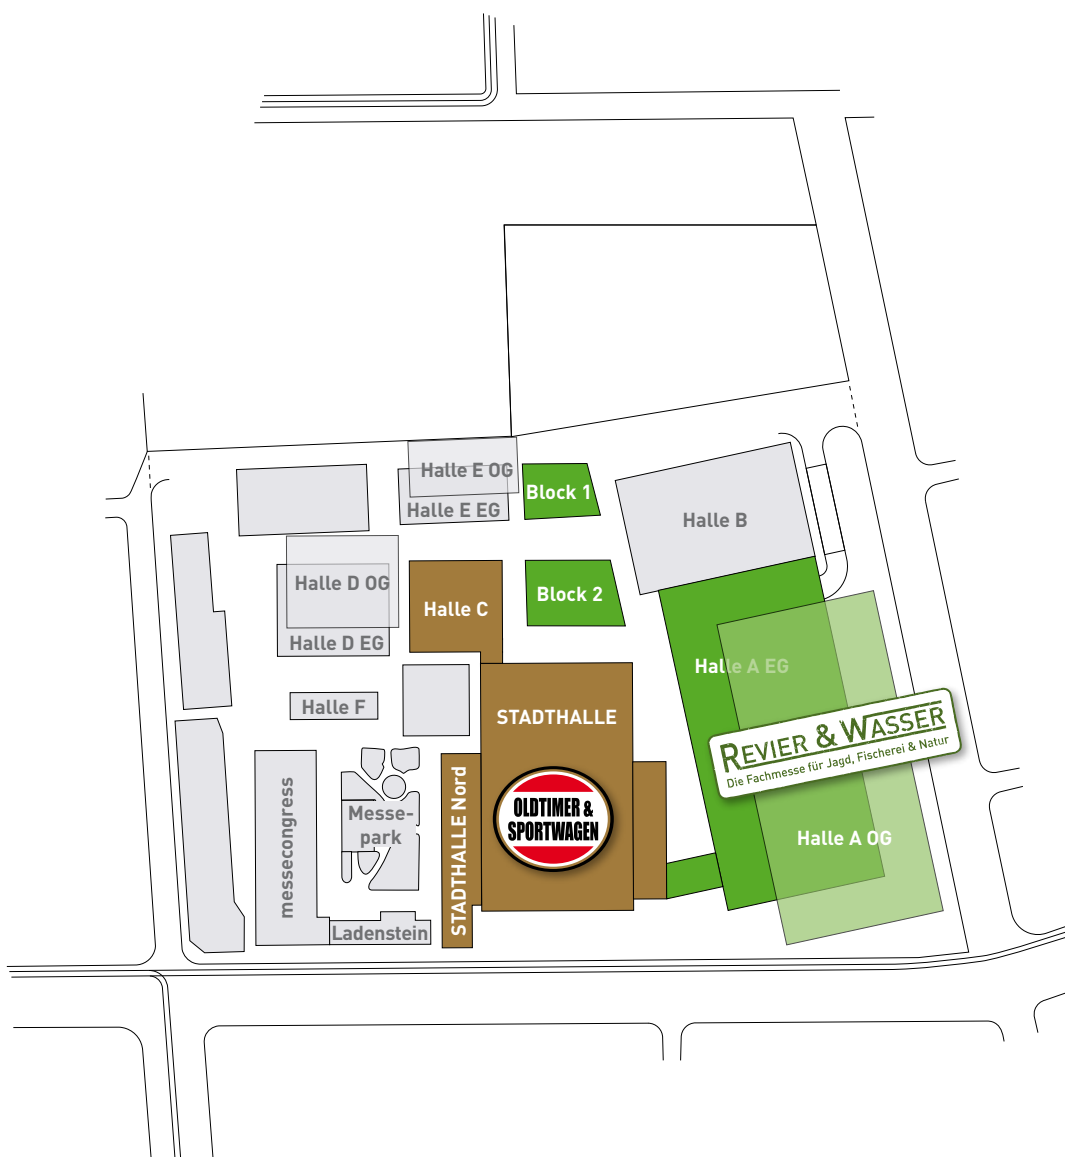 Halle E OG
Halle E EG
Block 1
Halle B
Halle D OG
Halle D EG
Halle C
Block 2
Halle A EG
Halle F
STADTHALLE
REVIER & WASSER
Die Fachmesse für Jagd, Fischerei & Natur
OLDTIMER &
SPORTWAGEN
STADTHALLE Nord
messecongress
Messe-
park
Halle A OG
Ladenstein